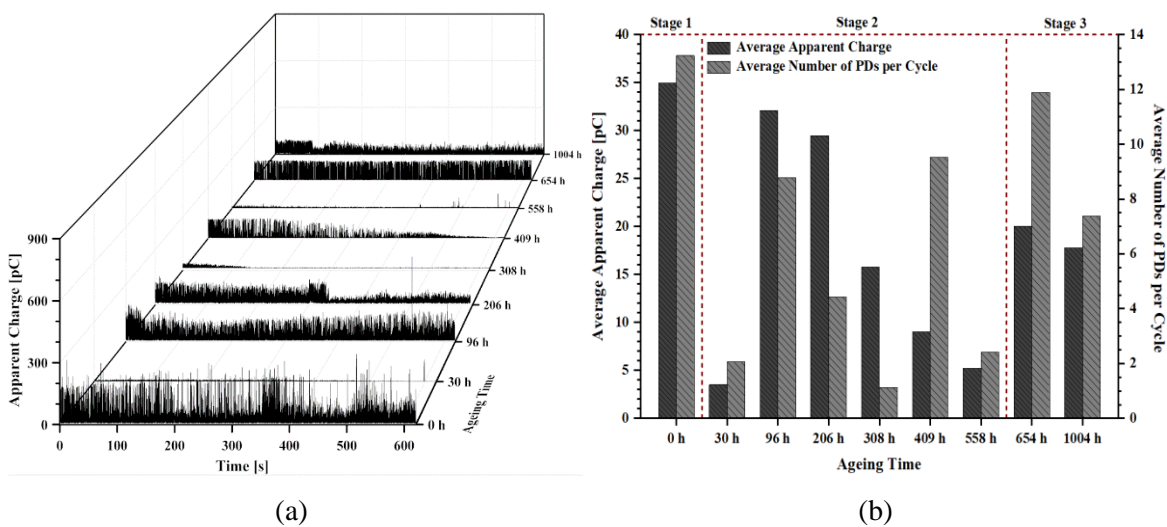 900
600
300
0
Apparent Charge [pC]
0
100
200
300
400
500
600
Time [s]
0 h
30 h
96 h
206 h
308 h
409 h
558 h
654 h
1004 h
Ageing Time
(a)
Stage 1
Stage 2
Stage 3
Average Apparent Charge
Average Number of PDs per Cycle
40
35
30
25
20
15
10
5
0
Average Apparent Charge [pC]
14
12
10
8
6
4
2
0
Average Number of PDs
per Cycle
0 h
30 h
96 h
206 h
308 h
409 h
558 h
654 h
1004 h
Ageing Time
(b)